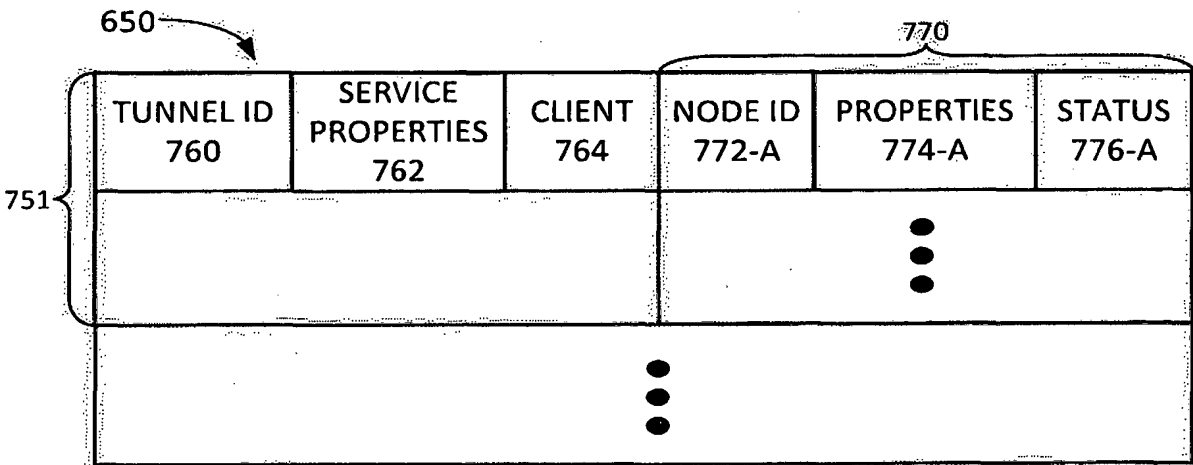 650
770
TUNNEL ID
760
SERVICE
PROPERTIES
762
CLIENT
764
NODE ID
772-A
PROPERTIES
774-A
STATUS
776-A
751